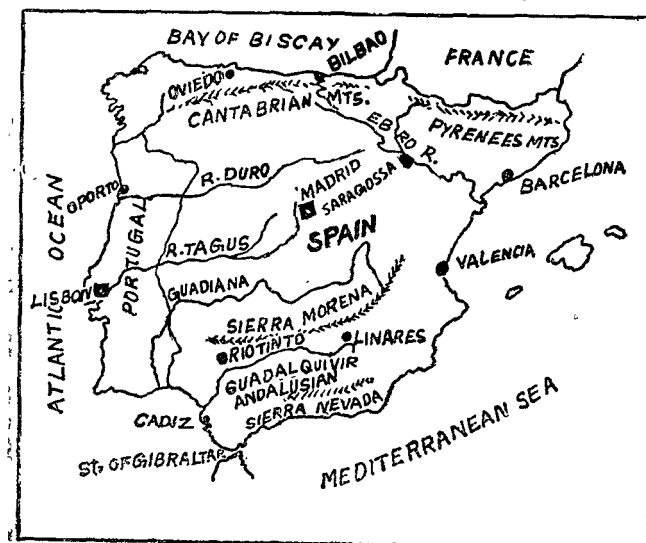 BAY OF BISCAY
BILBAO
FRANCE
OVIEDO
CANTABRIAN
MTS.
EBRO R.
PYRENEES MTS.
R. DURO
OPORTO
'MADRID
SARAGOSSA
BARCELONA
ATLANTIC OCEAN
PORTUGAL
R. TAGUS
SPAIN
VALENCIA
LISBON
GUADIANA
SIERRA MORENA
RIOTINTO
LINARES
GUADALQUIVIR
ANDALUSIAN
SIERRA NEVADA
CADIZ
St. OF GIBRALTAR
MEDITERRANEAN SEA